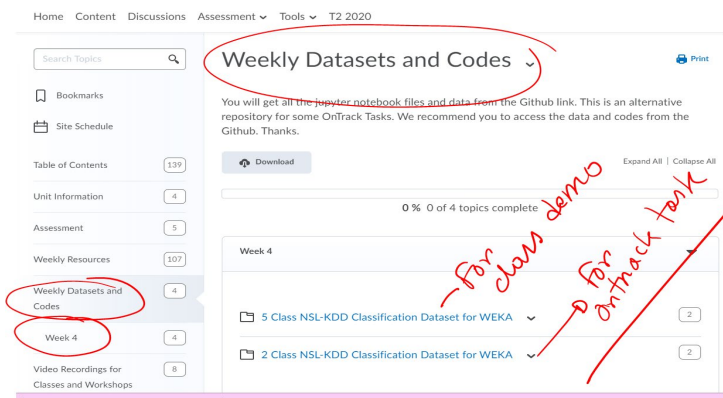 Home Content Discussions Assessment Tools T2 2020
Search Topics
Bookmarks
Site Schedule
Table of Contents 139
Unit Information 4
Assessment 5
Weekly Resources 107
Weekly Datasets and
Codes 4
Week 4 4
Video Recordings for
Classes and Workshops 8
Weekly Datasets and Codes
Print
You will get all the jupyter notebook files and data from the Github link. This is an alternative
repository for some OnTrack Tasks. We recommend you to access the data and codes from the
Github. Thanks.
Download
Expand All | Collapse All
0 % 0 of 4 topics complete
Week 4
for
class demo
for
ontrack task
5 Class NSL-KDD Classification Dataset for WEKA 2
2 Class NSL-KDD Classification Dataset for WEKA 2